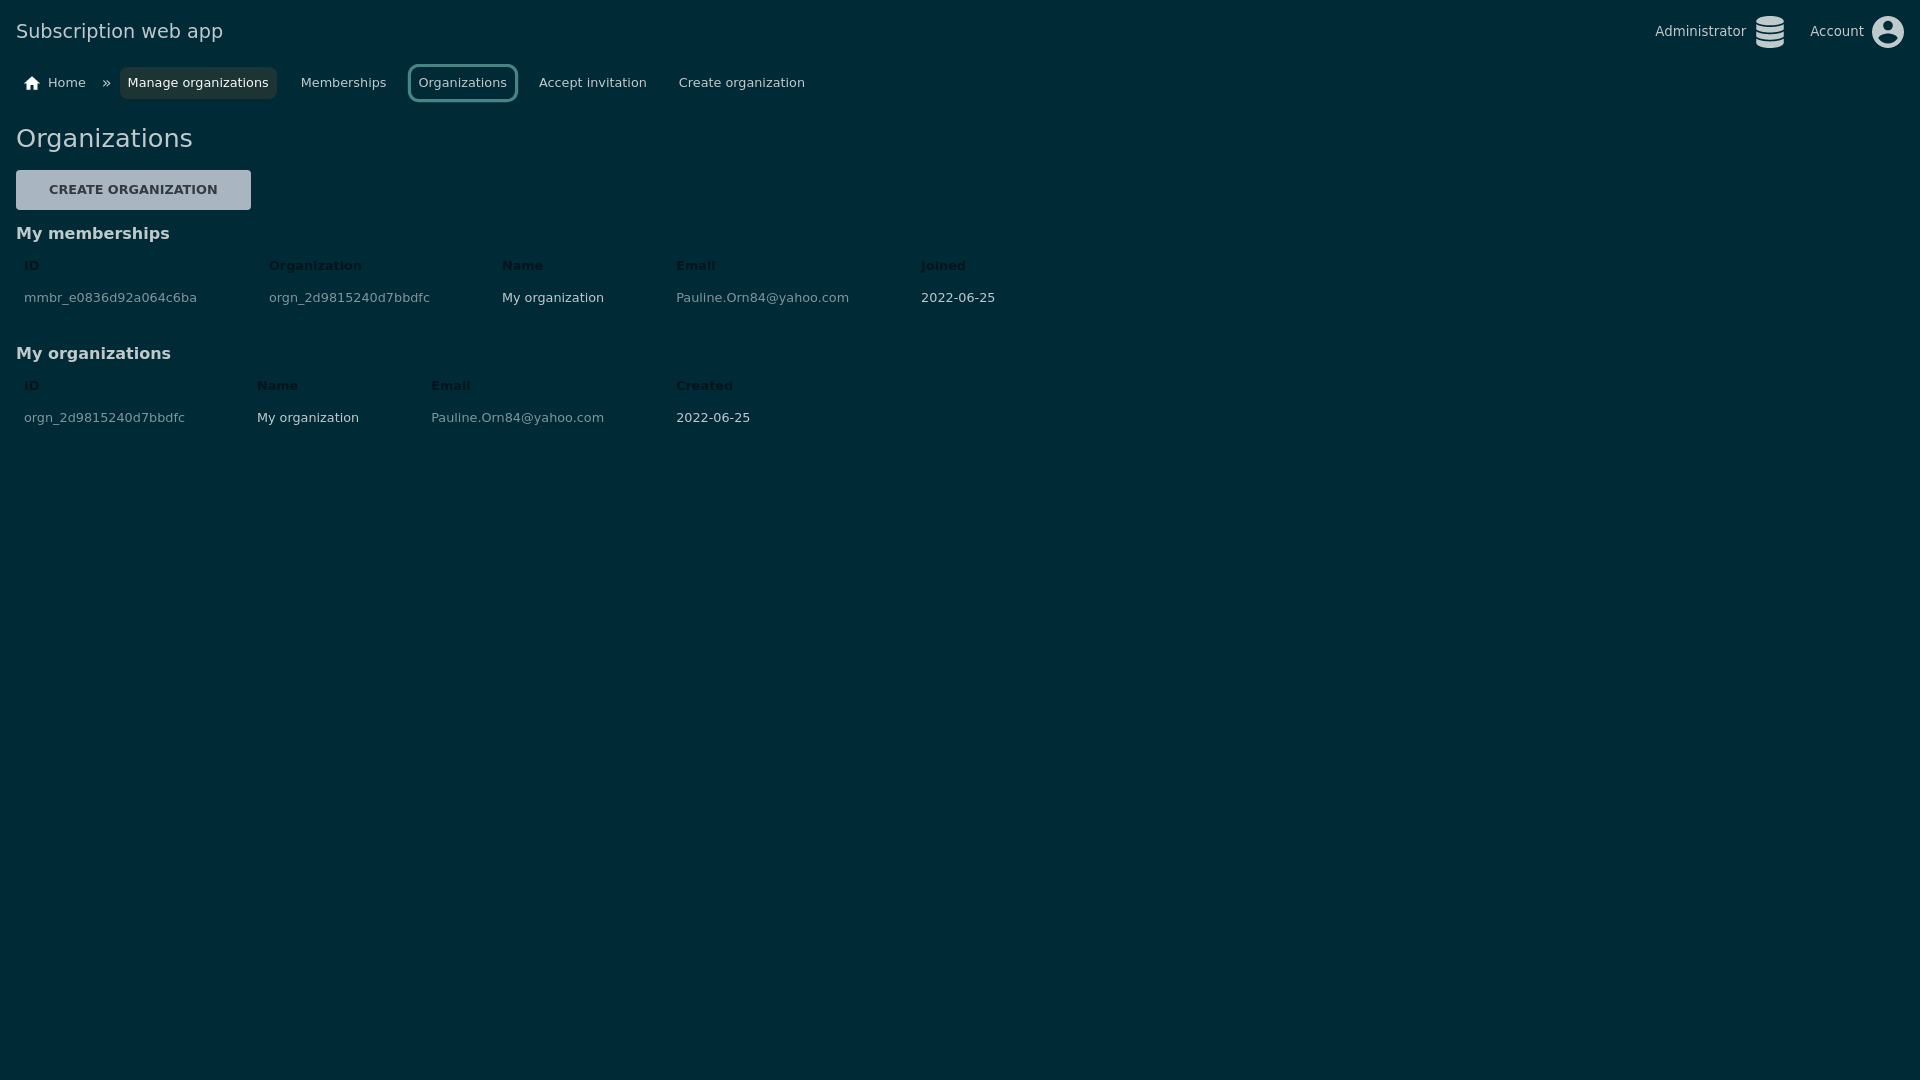 Subscription web app
Administrator
Account
Home » Manage organizations Memberships Organizations Accept invitation Create organization
Organizations
CREATE ORGANIZATION
My memberships
ID Organization Name Email Joined
mmbr_e0836d92a064c6ba orgn_2d9815240d7bbdfc My organization Pauline.Orn84@yahoo.com 2022-06-25
My organizations
ID Name Email Created
orgn_2d9815240d7bbdfc My organization Pauline.Orn84@yahoo.com 2022-06-25